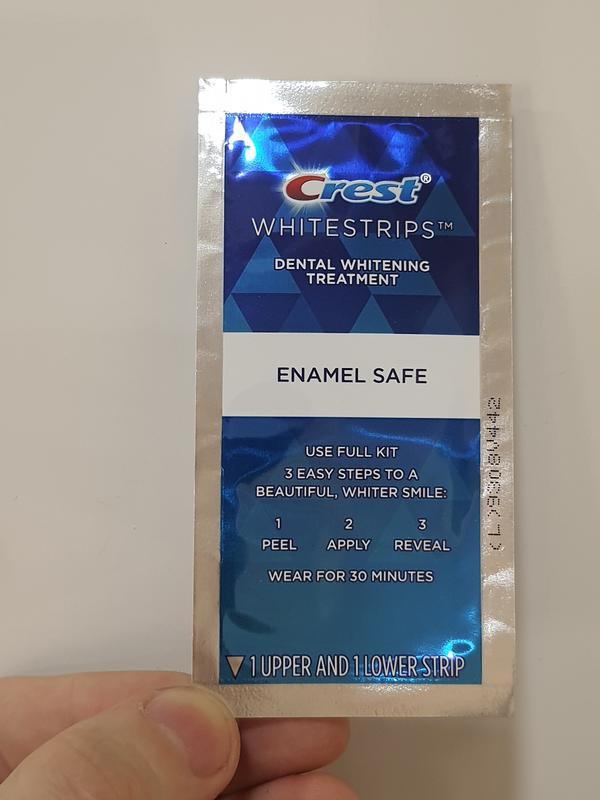 Crest®
WHITESTRIPS™
DENTAL WHITENING
TREATMENT
ENAMEL SAFE
USE FULL KIT
3 EASY STEPS TO A
BEAUTIFUL, WHITER SMILE:
1 2 3
PEEL APPLY REVEAL
WEAR FOR 30 MINUTES
1 UPPER AND 1 LOWER STRIP